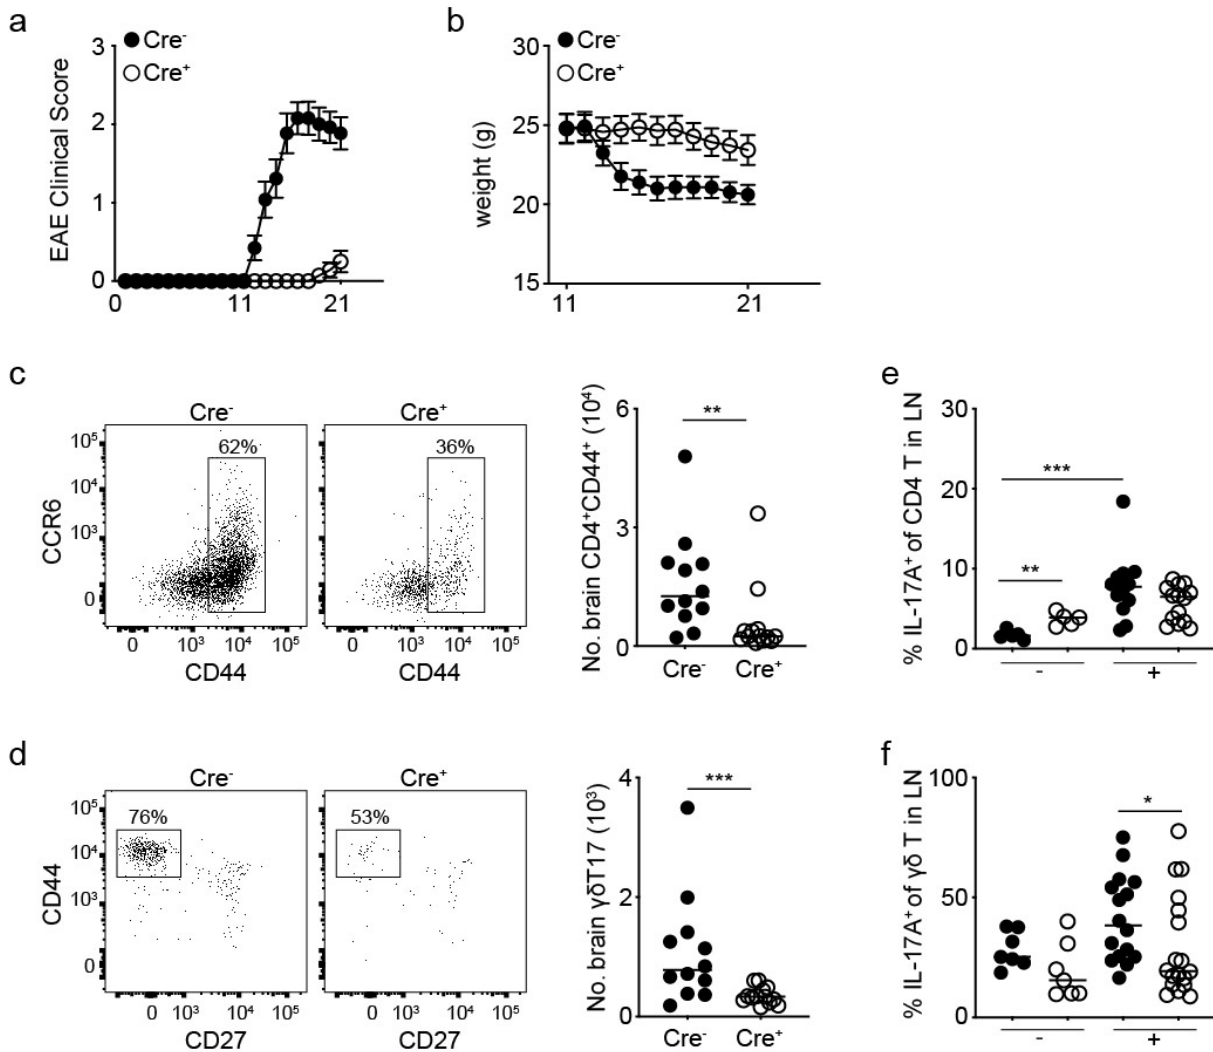 a
EAE Clinical Score
3
2
1
0
0
11
21
Cre-
Cre+
b
weight (g)
30
25
20
15
11
21
Cre-
Cre+
c
Cre-
Cre+
CCR6
10⁵
10⁴
10³
0
62%
36%
0 10³ 10⁴ 10⁵
0 10³ 10⁴ 10⁵
CD44
CD44
No. brain CD4⁺CD44⁺ (10⁴)
6
3
0
**
Cre-
Cre+
e
% IL-17A⁺ of CD4 T in LN
30
20
10
0
***
**
-
+
d
Cre-
Cre+
CD44
10⁵
10⁴
10³
0
76%
53%
0 10³ 10⁴ 10⁵
0 10³ 10⁴ 10⁵
CD27
CD27
No. brain γδT17 (10³)
4
2
0
***
Cre-
Cre+
f
% IL-17A⁺ of γδ T in LN
100
50
0
*
-
+